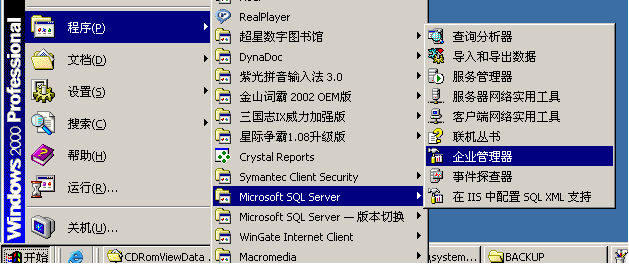 程序(P)
文档(D)
设置(S)
搜索(C)
帮助(H)
运行(R)...
关机(U)...
Windows 2000 Professional
RealPlayer
超星数字图书馆
DynaDoc
紫光拼音输入法 3.0
金山词霸 2002 OEM版
三国志IX威力加强版
星际争霸1.08升级版
Crystal Reports
Symantec Client Security
Microsoft SQL Server
Microsoft SQL Server — 版本切换
WinGate Internet Client
Macromedia
查询分析器
导入和导出数据
服务管理器
服务器网络实用工具
客户端网络实用工具
联机丛书
企业管理器
事件探查器
在 IIS 中配置 SQL XML 支持
开始
CDRomViewData
\system...
BACKUP